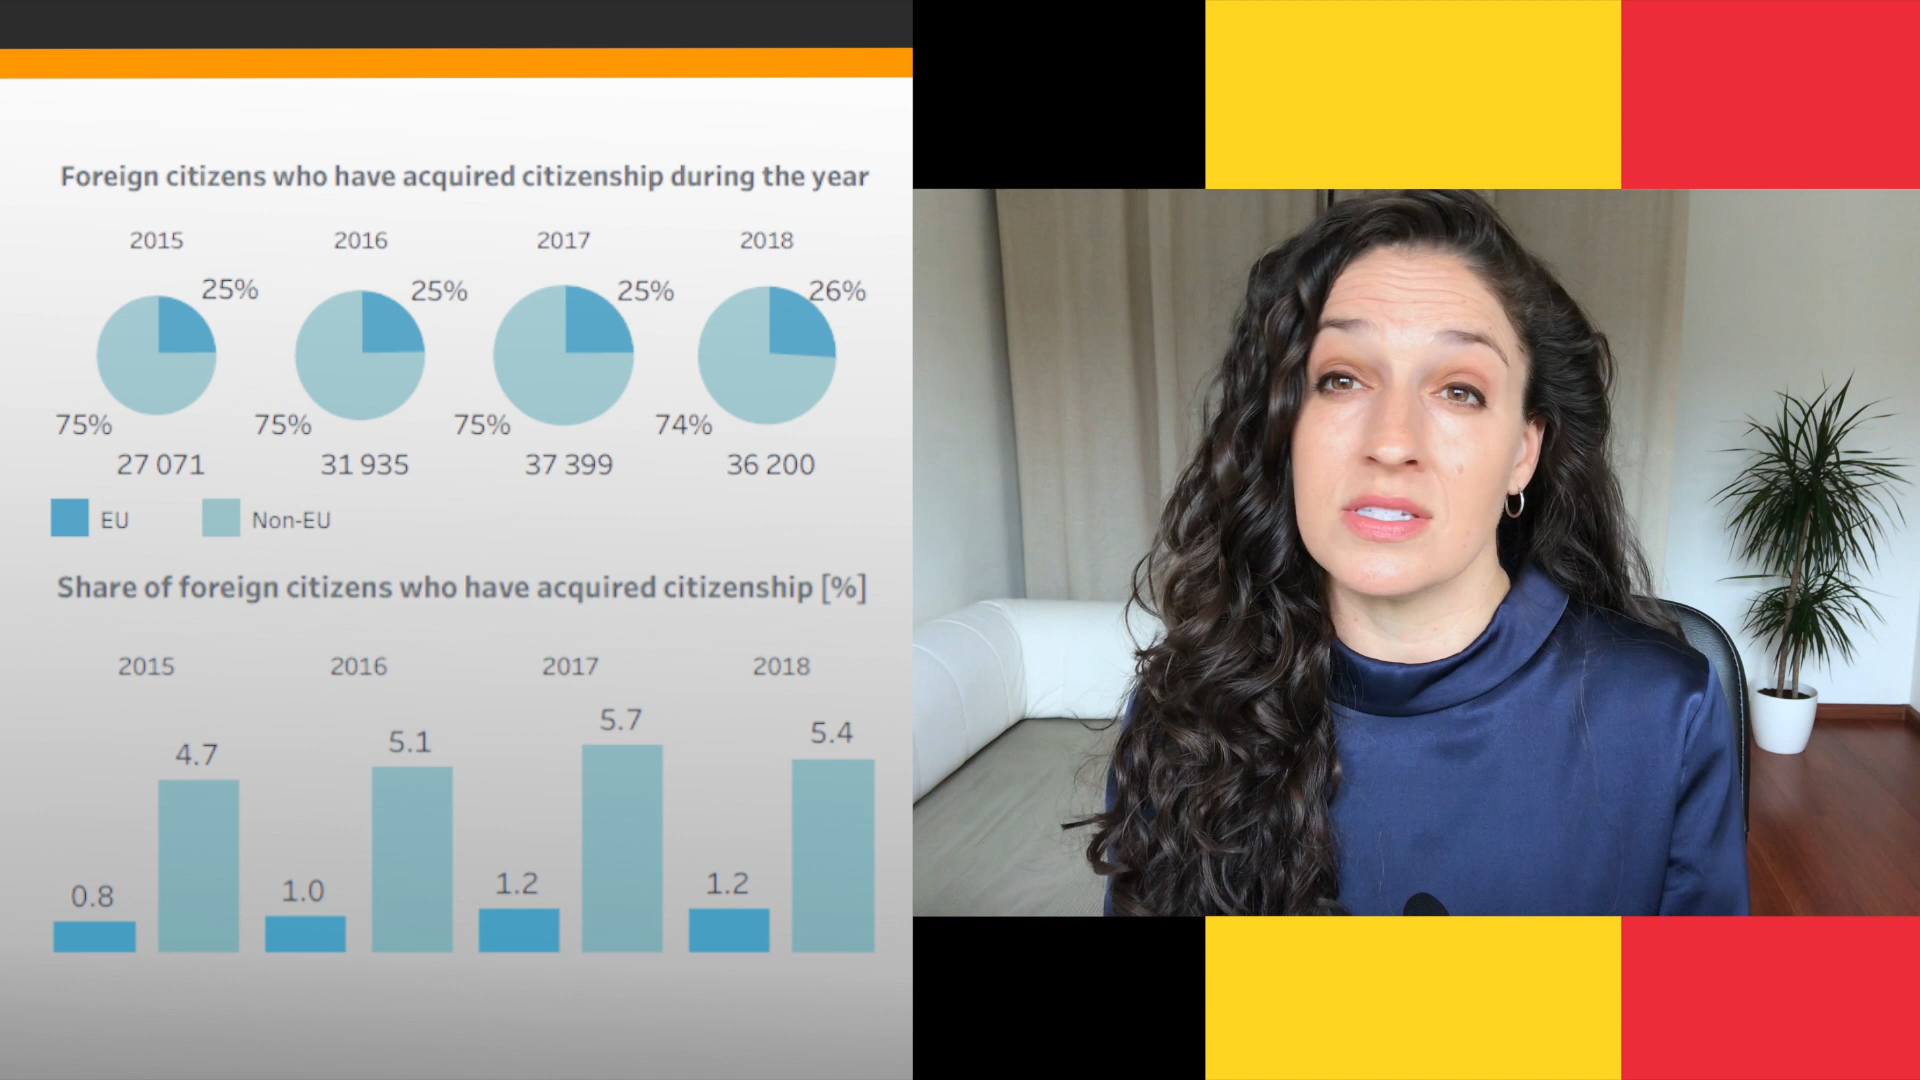 Foreign citizens who have acquired citizenship during the year
2015 2016 2017 2018
25% 25% 25% 26%
75% 75% 75% 74%
27 071 31 935 37 399 36 200
EU Non-EU
Share of foreign citizens who have acquired citizenship [%]
2015 2016 2017 2018
0.8 4.7 1.0 5.1 1.2 5.7 1.2 5.4